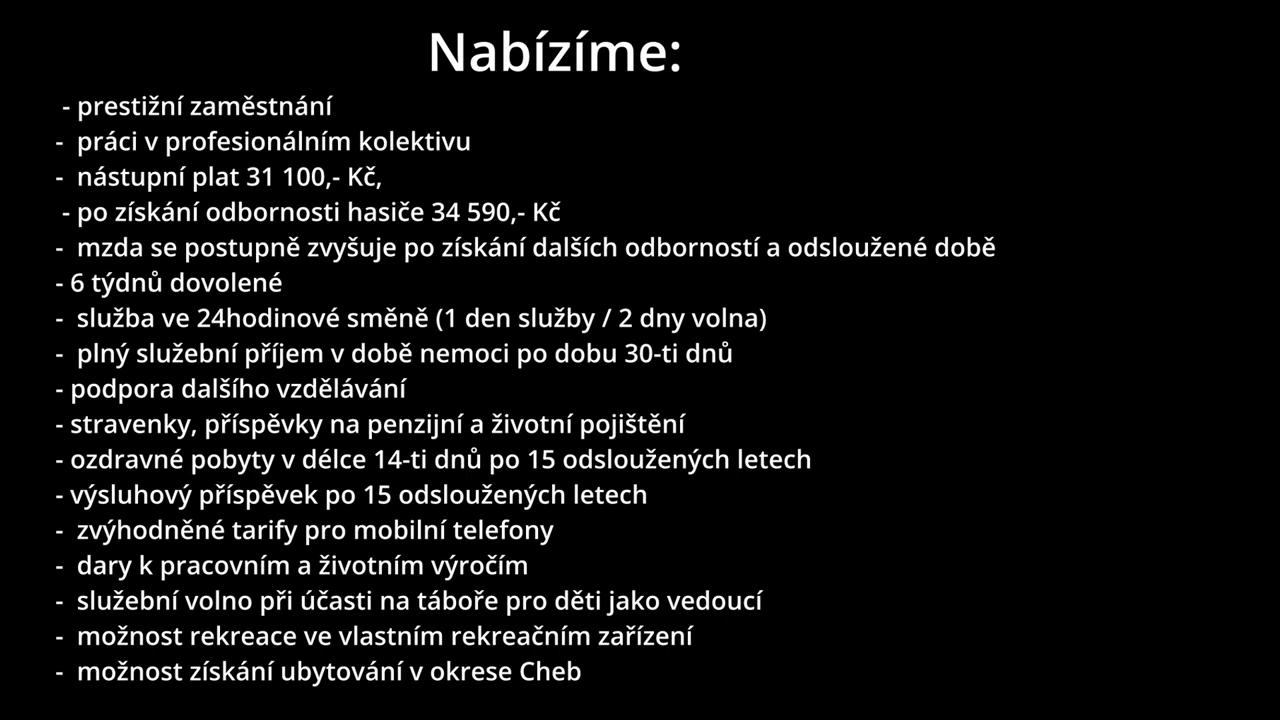 Nabízíme:
- prestižní zaměstnání
- práci v profesionálním kolektivu
- nástupní plat 31 100,- Kč,
- po získání odbornosti hasiče 34 590,- Kč
- mzda se postupně zvyšuje po získání dalších odborností a odsloužené době
- 6 týdnů dovolené
- služba ve 24hodinové směně (1 den služby / 2 dny volna)
- plný služební příjem v době nemoci po dobu 30-ti dnů
- podpora dalšího vzdělávání
- stravenky, příspěvky na penzijní a životní pojištění
- ozdravné pobyty v délce 14-ti dnů po 15 odsloužených letech
- výsluhový příspěvek po 15 odsloužených letech
- zvýhodněné tarify pro mobilní telefony
- dary k pracovním a životním výročím
- služební volno při účasti na táboře pro děti jako vedoucí
- možnost rekreace ve vlastním rekreačním zařízení
- možnost získání ubytování v okrese Cheb